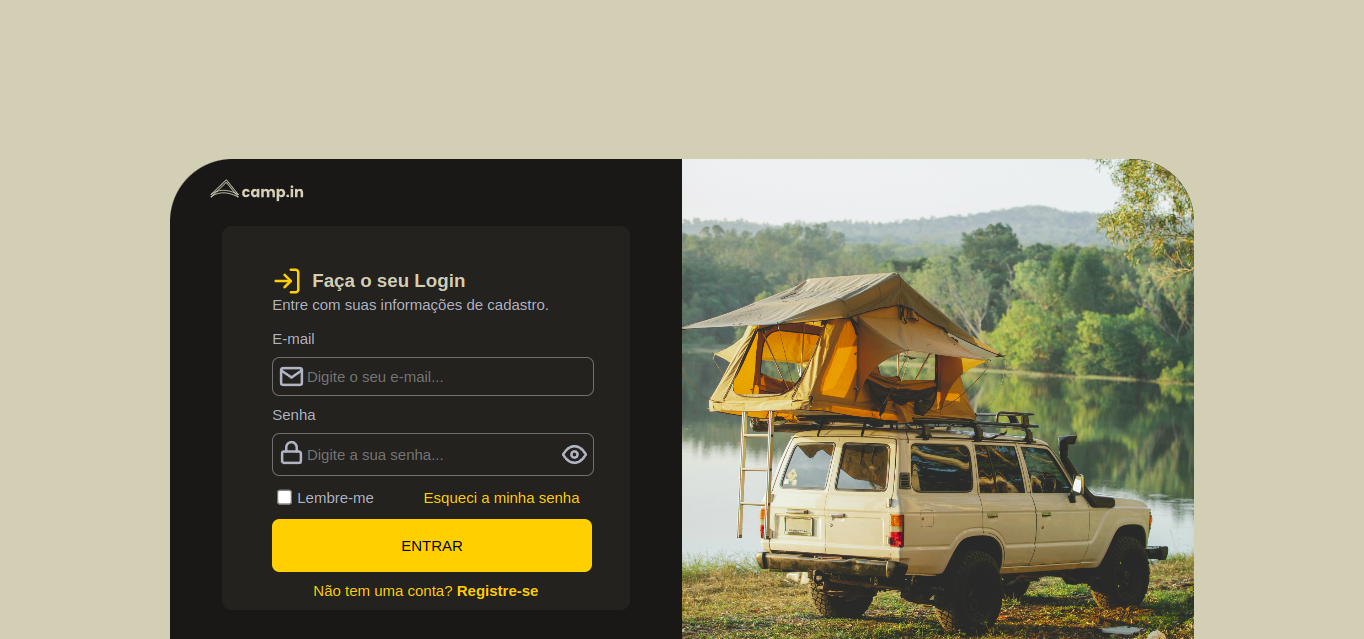 camp.in
Faça o seu Login
Entre com suas informações de cadastro.
E-mail
Digite o seu e-mail...
Senha
Digite a sua senha...
Lembre-me Esqueci a minha senha
ENTRAR
Não tem uma conta? Registre-se